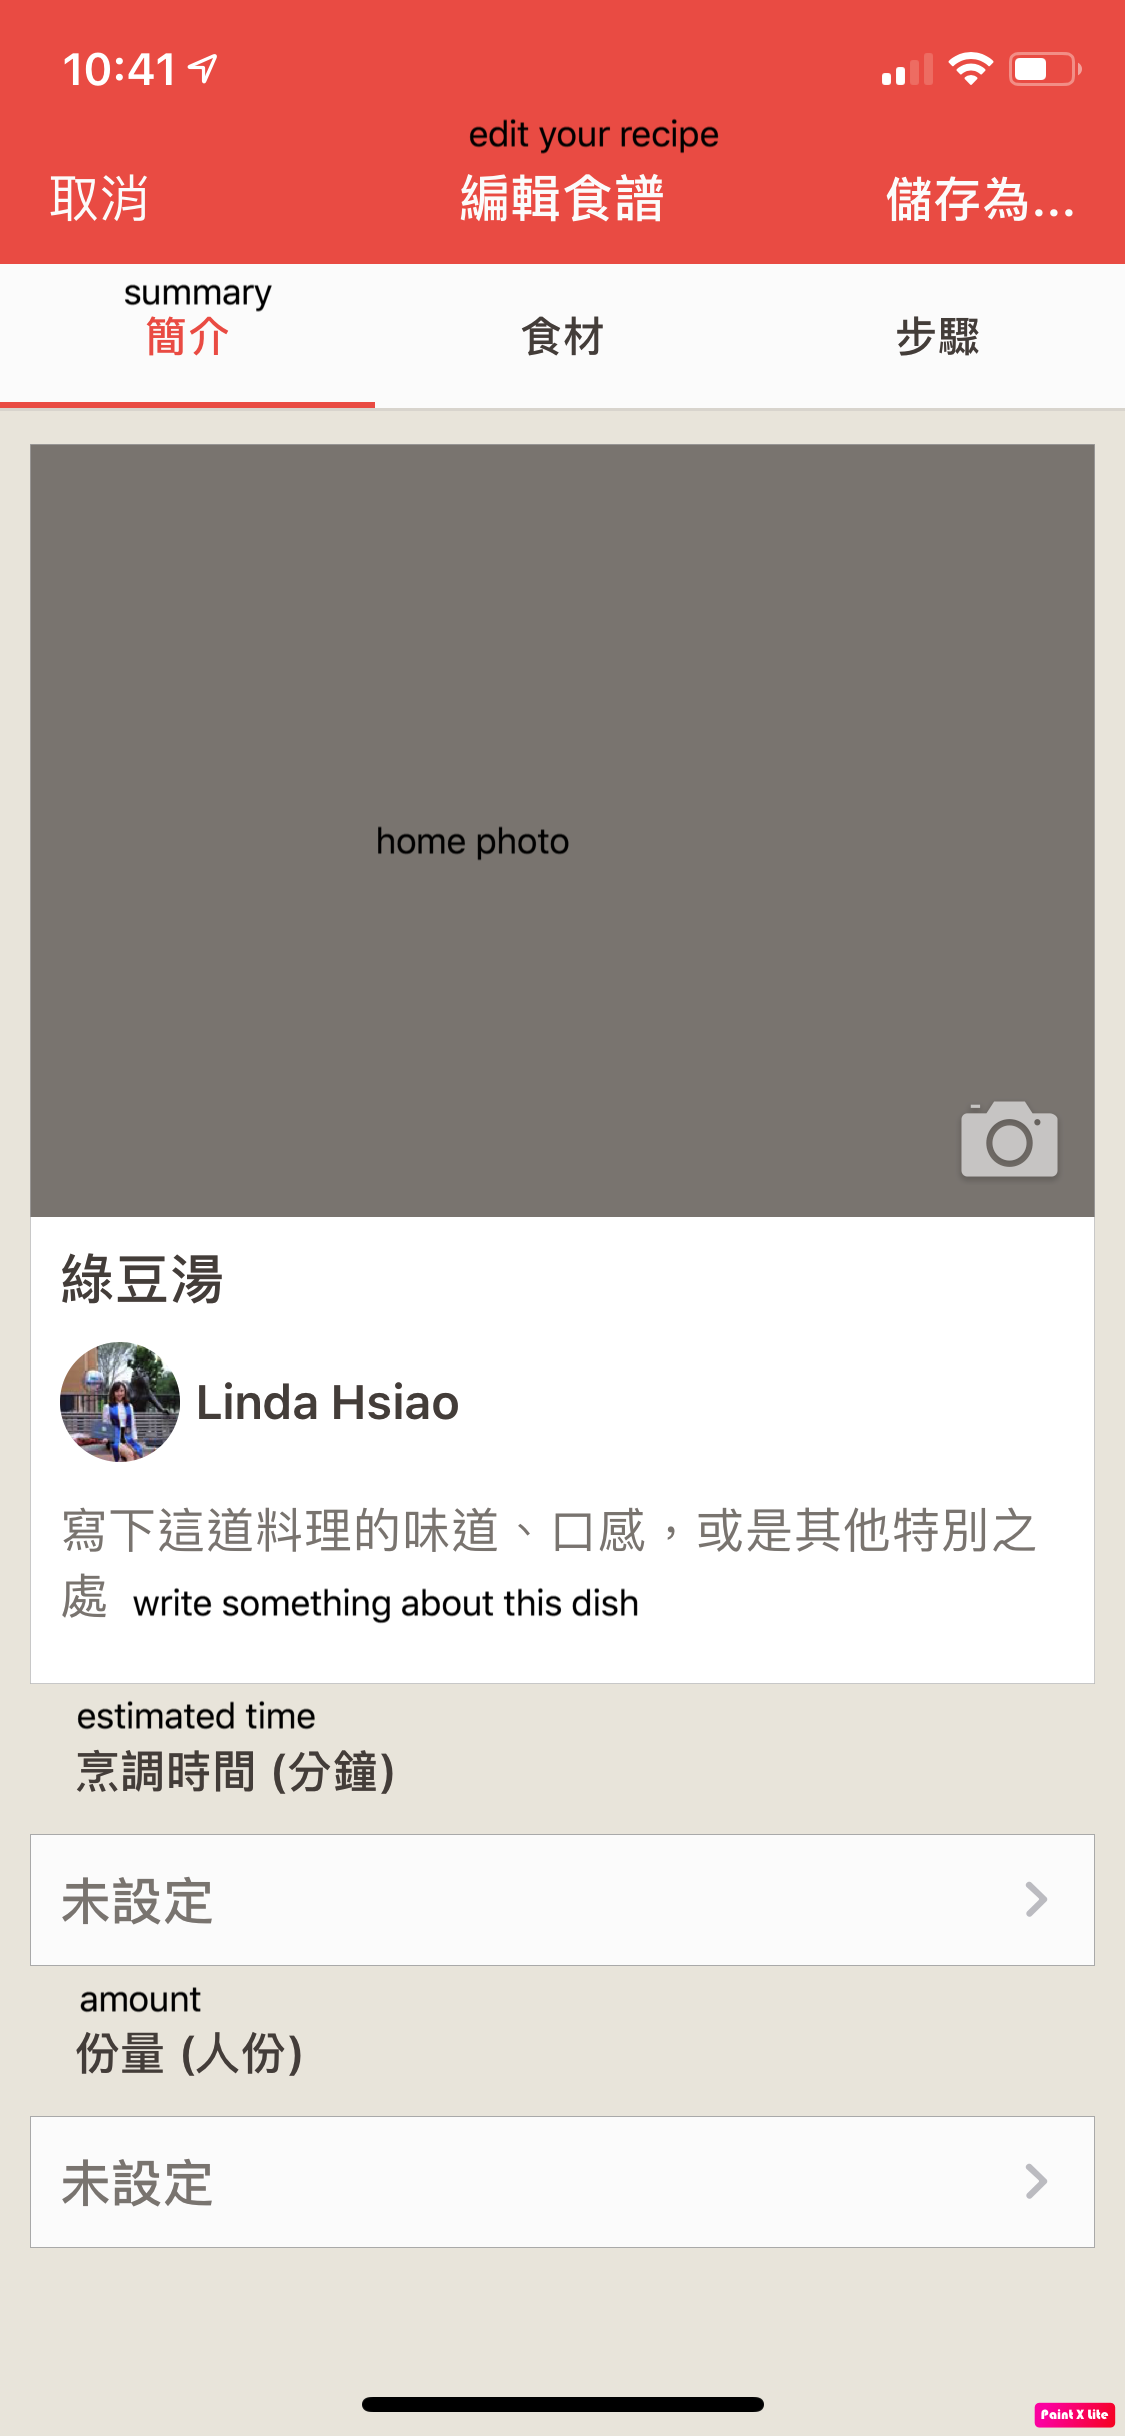 10:41
edit your recipe
取消 編輯食譜 儲存為...
summary
簡介 食材 步驟
home photo
綠豆湯
Linda Hsiao
寫下這道料理的味道、口感，或是其他特別之
處 write something about this dish
estimated time
烹調時間 (分鐘)
未設定
amount
份量 (人份)
未設定
Paint X Lite